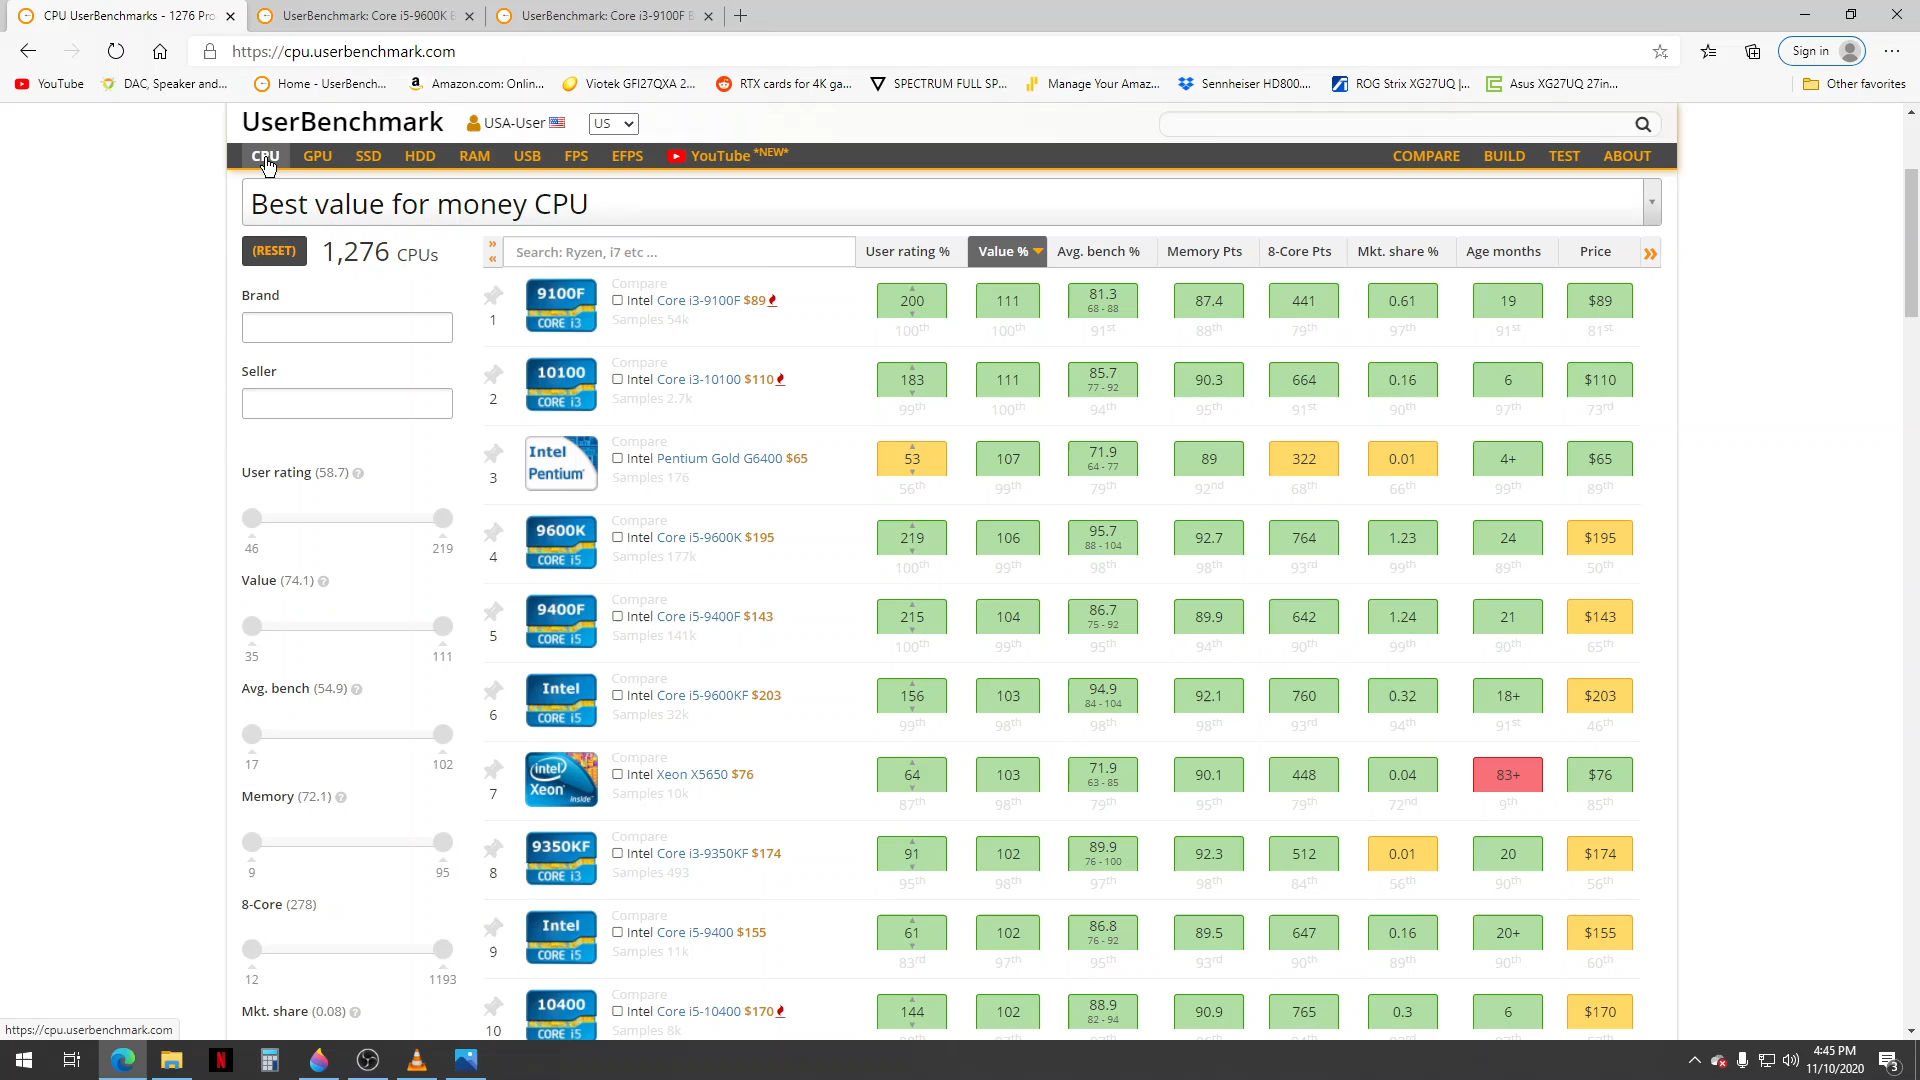 CPU UserBenchmarks - 1276 Pro
UserBenchmark: Core i5-9600K B
UserBenchmark: Core i3-9100F B
https://cpu.userbenchmark.com
Sign in
YouTube
DAC, Speaker and...
Home - UserBench...
Amazon.com: Onlin...
Viotek GFI27QXA 2...
RTX cards for 4K ga...
SPECTRUM FULL SP...
Manage Your Amaz...
Sennheiser HD800....
ROG Strix XG27UQ |...
Asus XG27UQ 27in...
Other favorites
UserBenchmark USA-User US
CPU GPU SSD HDD RAM USB FPS EFPS YouTube *NEW* COMPARE BUILD TEST ABOUT
Best value for money CPU
(RESET) 1,276 CPUs
Search: Ryzen, i7 etc ... User rating % Value % Avg. bench % Memory Pts 8-Core Pts Mkt. share % Age months Price
Brand
Seller
User rating (58.7)
46 219
Value (74.1)
35 111
Avg. bench (54.9)
17 102
Memory (72.1)
9 95
8-Core (278)
12 1193
Mkt. share (0.08)
Compare
9100F CORE i3
1 Intel Core i3-9100F $89 200 111 81.3 68 - 88 87.4 441 0.61 19 $89
Samples 54k 100th 100th 91st 88th 79th 97th 91st 81st
Compare
10100 CORE i3
2 Intel Core i3-10100 $110 183 111 85.7 77 - 92 90.3 664 0.16 6 $110
Samples 2.7k 99th 100th 94th 95th 91st 90th 97th 73rd
Compare
Intel Pentium
3 Intel Pentium Gold G6400 $65 53 107 71.9 64 - 77 89 322 0.01 4+ $65
Samples 176 56th 99th 79th 92nd 68th 66th 99th 89th
Compare
9600K CORE i5
4 Intel Core i5-9600K $195 219 106 95.7 88 - 104 92.7 764 1.23 24 $195
Samples 177k 100th 99th 98th 98th 93rd 99th 89th 50th
Compare
9400F CORE i5
5 Intel Core i5-9400F $143 215 104 86.7 75 - 92 89.9 642 1.24 21 $143
Samples 141k 100th 99th 95th 94th 90th 99th 90th 65th
Compare
Intel CORE i5
6 Intel Core i5-9600KF $203 156 103 94.9 84 - 104 92.1 760 0.32 18+ $203
Samples 32k 99th 98th 98th 98th 93rd 94th 91st 46th
Compare
intel Xeon inside
7 Intel Xeon X5650 $76 64 103 71.9 63 - 85 90.1 448 0.04 83+ $76
Samples 10k 87th 98th 79th 95th 79th 72nd 9th 85th
Compare
9350KF CORE i3
8 Intel Core i3-9350KF $174 91 102 89.9 76 - 100 92.3 512 0.01 20 $174
Samples 493 95th 98th 97th 98th 84th 56th 90th 56th
Compare
Intel CORE i5
9 Intel Core i5-9400 $155 61 102 86.8 76 - 92 89.5 647 0.16 20+ $155
Samples 11k 83rd 97th 95th 93rd 90th 89th 90th 60th
Compare
10400 CORE i5
10 Intel Core i5-10400 $170 144 102 88.9 82 - 94 90.9 765 0.3 6 $170
Samples 8k
https://cpu.userbenchmark.com
4:45 PM
11/10/2020
3